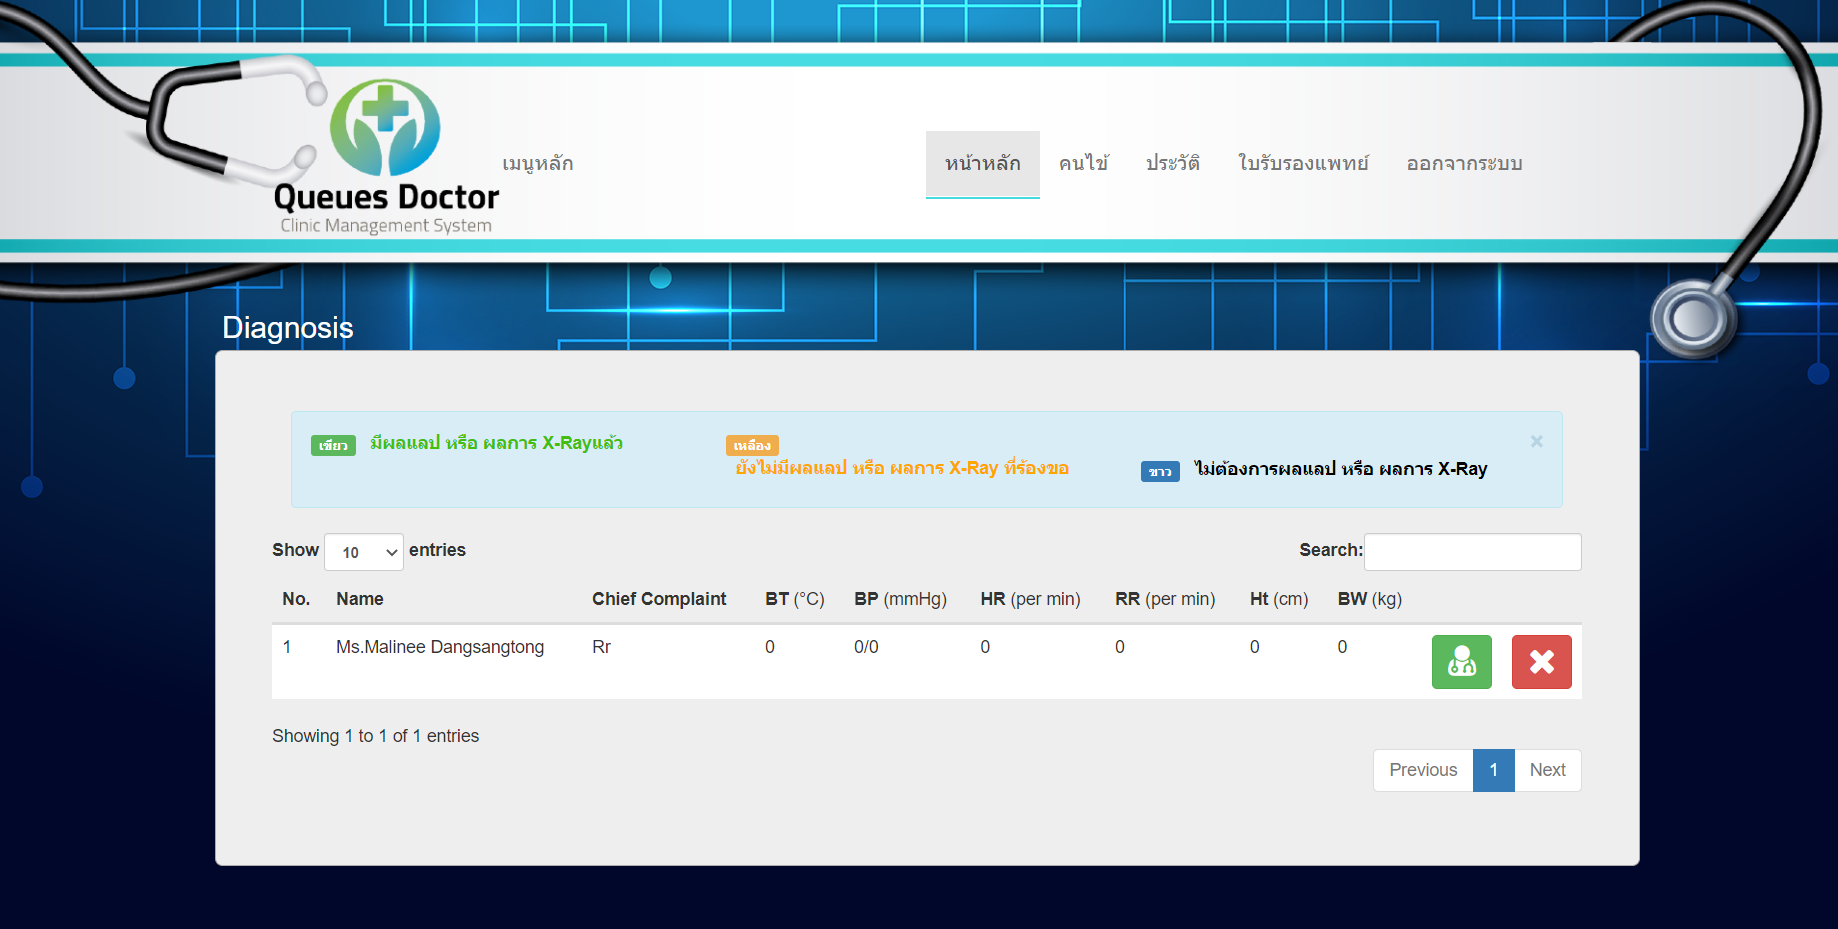 Queues Doctor
Clinic Management System
เมนูหลัก
หน้าหลัก คนไข้ ประวัติ ใบรับรองแพทย์ ออกจากระบบ
Diagnosis
เขียว มีผลแลป หรือ ผลการ X-Rayแล้ว
เหลือง
ยังไม่มีผลแลป หรือ ผลการ X-Ray ที่ร้องขอ
ขาว ไม่ต้องการผลแลป หรือ ผลการ X-Ray
×
Show 10 entries
Search:
No. Name Chief Complaint BT (°C) BP (mmHg) HR (per min) RR (per min) Ht (cm) BW (kg)
1 Ms.Malinee Dangsangtong Rr 0 0/0 0 0 0 0
Showing 1 to 1 of 1 entries
Previous 1 Next